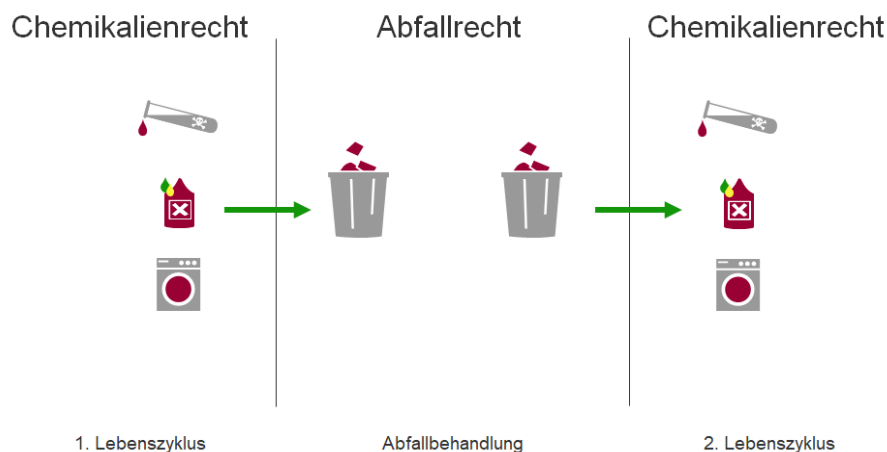 Chemikalienrecht
Abfallrecht
Chemikalienrecht
1. Lebenszyklus
Abfallbehandlung
2. Lebenszyklus